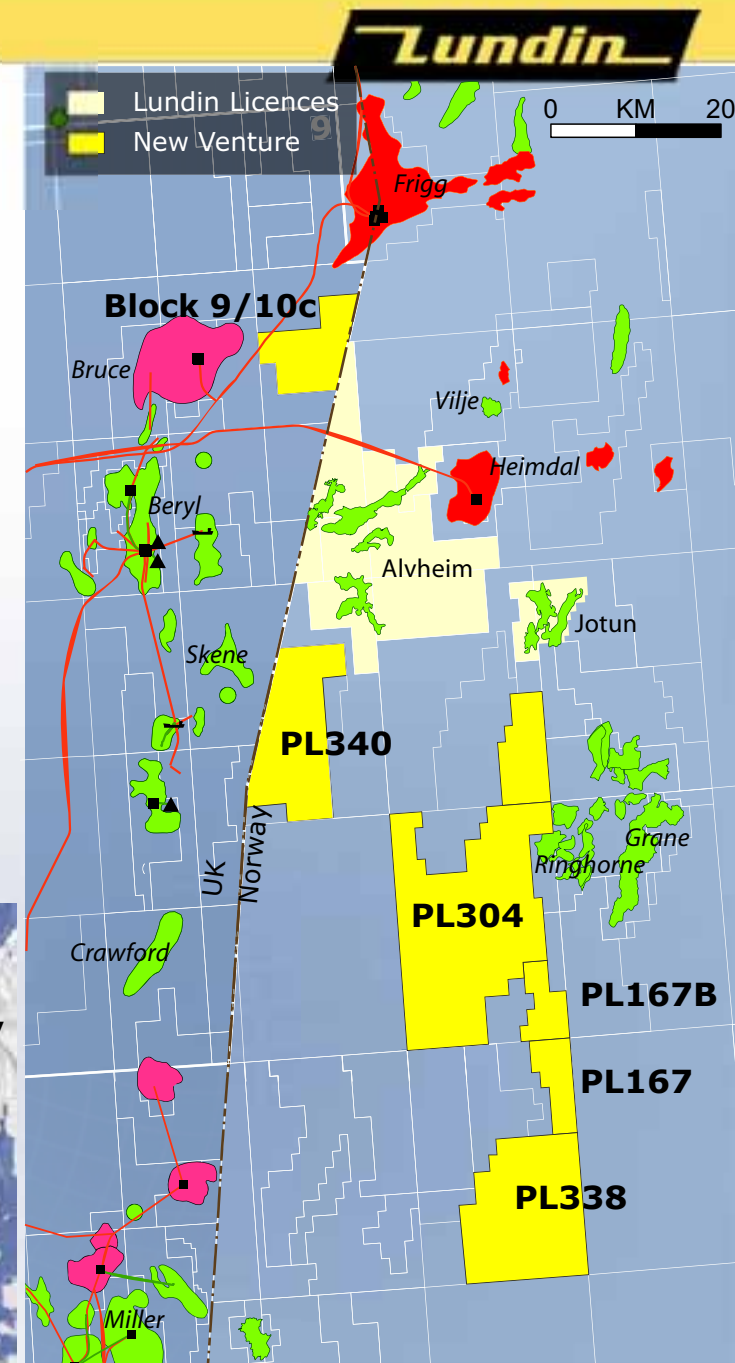 Lundin
Lundin Licences
New Venture
9
0 KM 20
Frigg
Block 9/10c
Bruce
Vilje
Heimdal
Beryl
Alvheim
Jotun
Skene
PL340
UK
Norway
Grane
Ringhorne
PL304
Crawford
PL167B
PL167
PL338
Miller